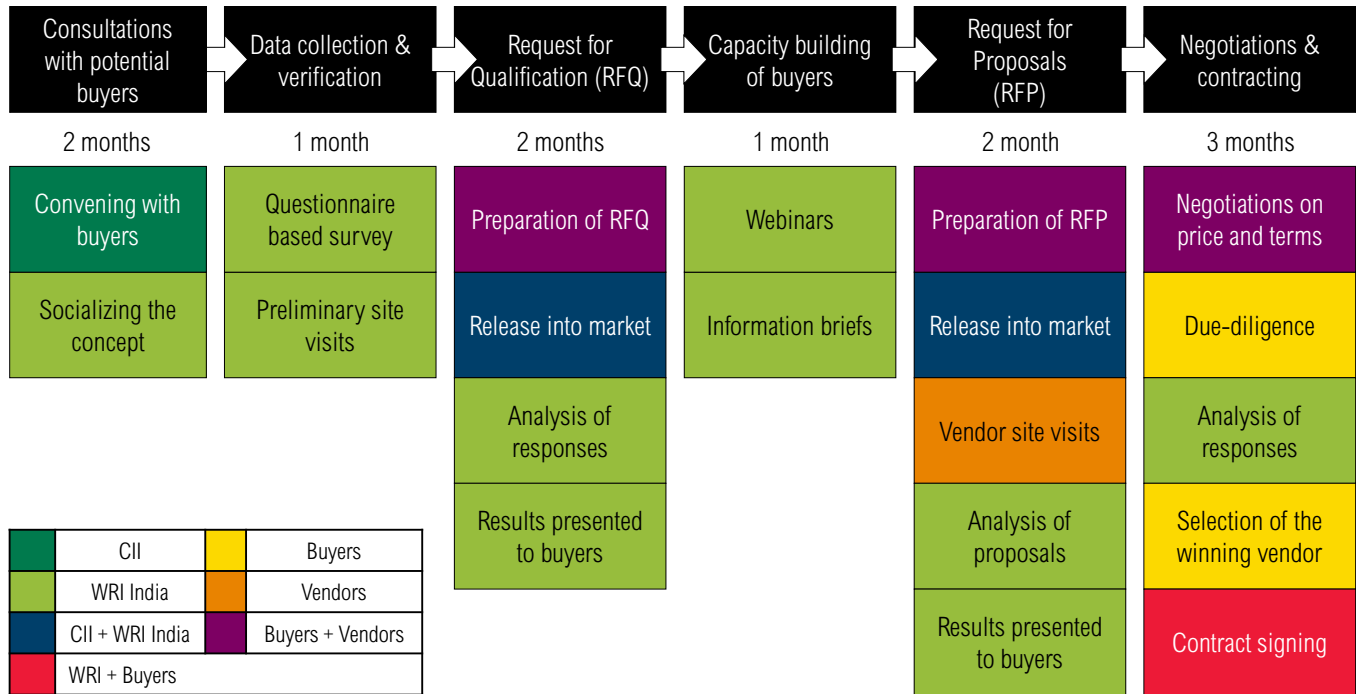 Consultations
with potential
buyers
Data collection &
verification
Request for
Qualification (RFQ)
Capacity building
of buyers
Request for
Proposals
(RFP)
Negotiations &
contracting
2 months
1 month
2 months
1 month
2 month
3 months
Convening with
buyers
Socializing the
concept
Questionnaire
based survey
Preliminary site
visits
Preparation of RFQ
Release into market
Analysis of
responses
Results presented
to buyers
Webinars
Information briefs
Preparation of RFP
Release into market
Vendor site visits
Analysis of
proposals
Results presented
to buyers
Negotiations on
price and terms
Due-diligence
Analysis of
responses
Selection of the
winning vendor
Contract signing
CII
Buyers
WRI India
Vendors
CII + WRI India
Buyers + Vendors
WRI + Buyers